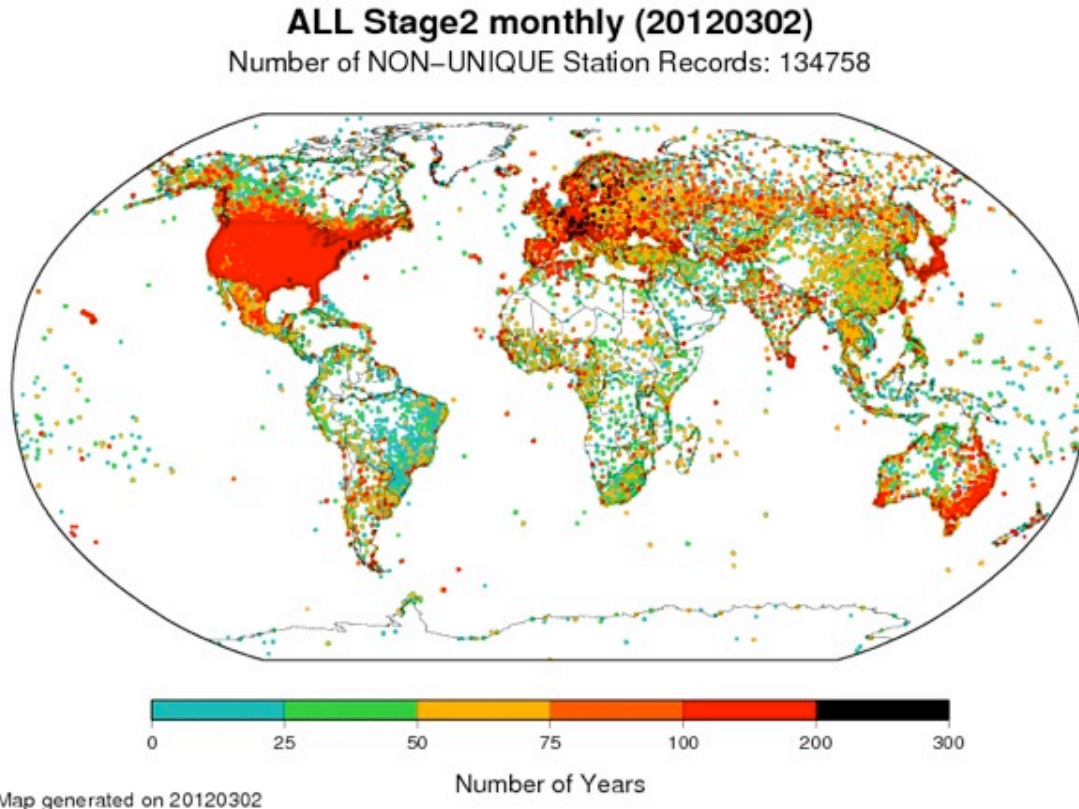 ALL Stage2 monthly (20120302)
Number of NON−UNIQUE Station Records: 134758
0 25 50 75 100 200 300
Number of Years
Map generated on 20120302